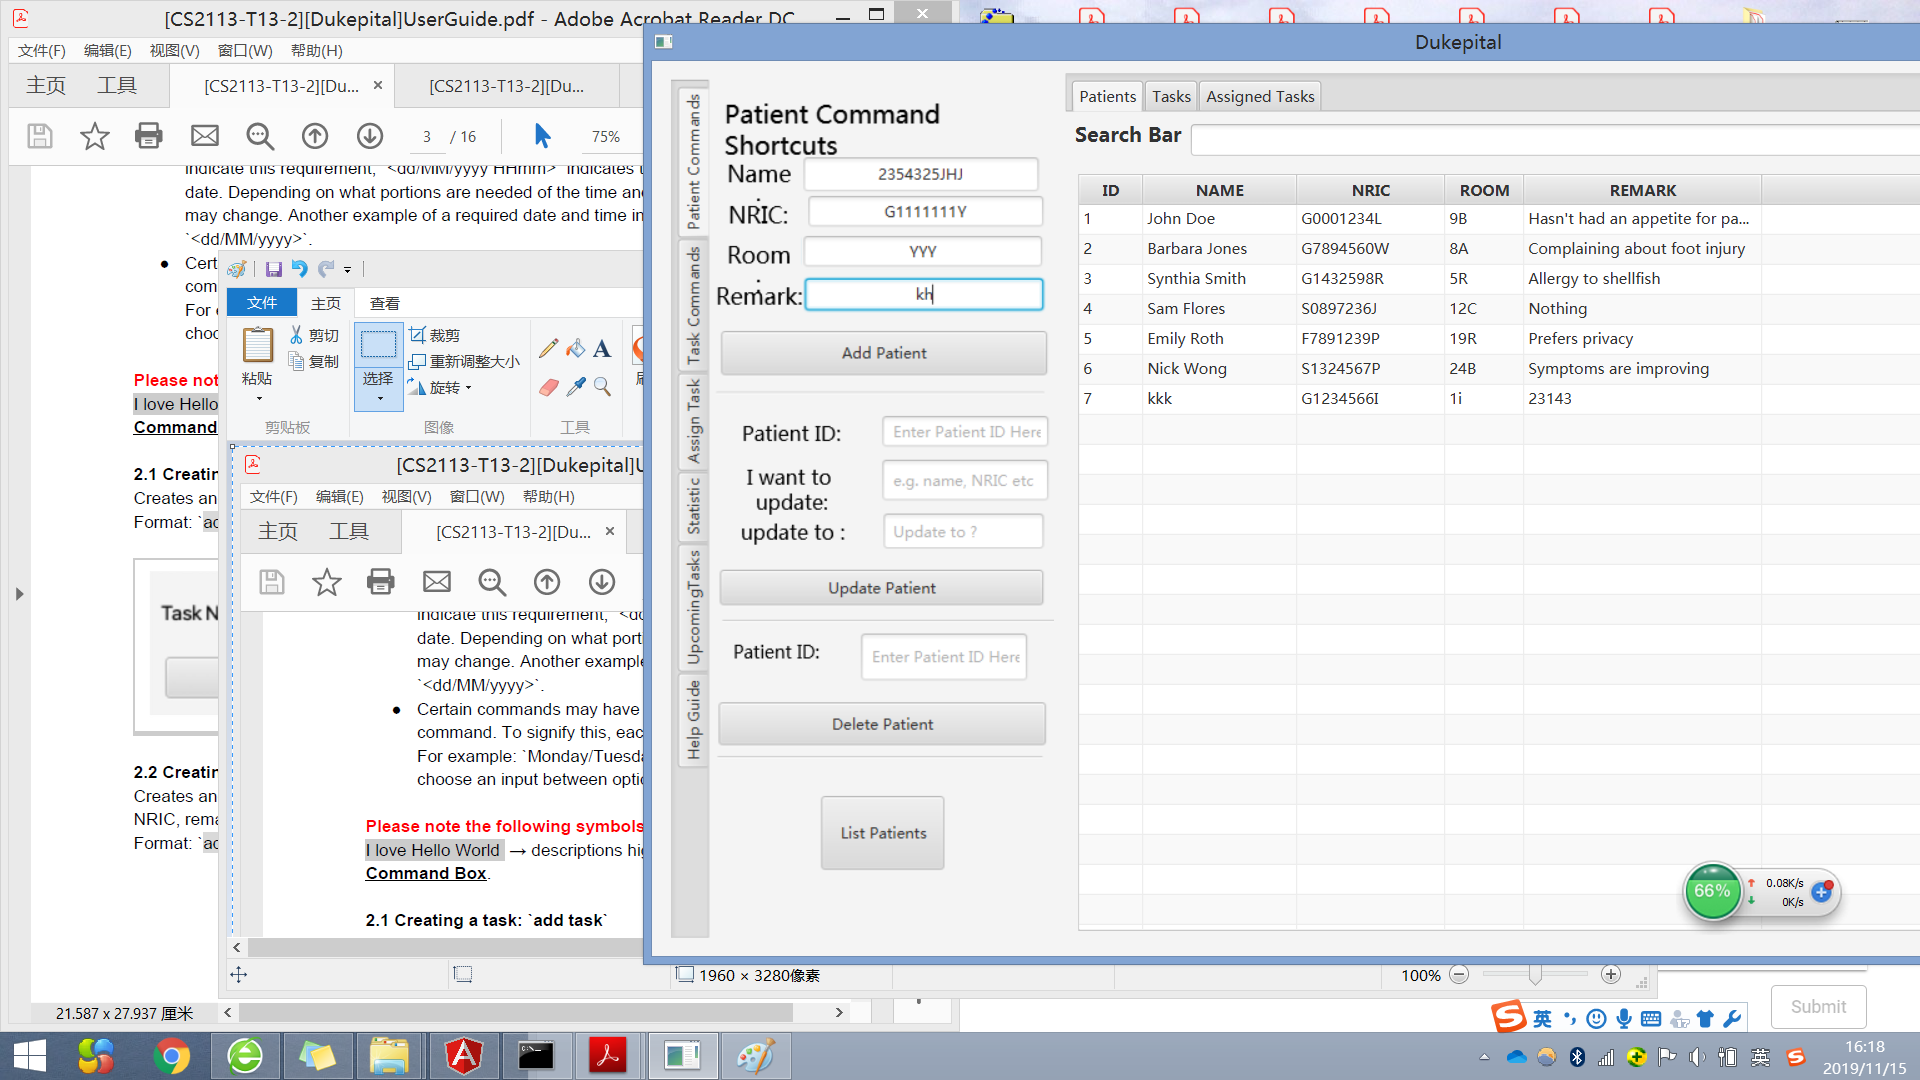 [CS2113-T13-2][Dukepital]UserGuide.pdf - Adobe Acrobat Reader DC
文件(F) 编辑(E) 视图(V) 窗口(W) 帮助(H)
主页 工具 [CS2113-T13-2][Du... × [CS2113-T13-2][Du...
3 / 16 75%
indicate this requirement, `<dd/MM/yyyy HHmm>` indicates
date. Depending on what portions are needed of the time an
may change. Another example of a required date and time in
`<dd/MM/yyyy>`.
● Cert
com
For
choo
Please not
I love Hello
Command
2.1 Creatin
Creates an
Format: `ad
Task N
2.2 Creatin
Creates an
NRIC, rema
Format: `ad
21.587 x 27.937 厘米
文件 主页 查看
粘贴 剪切 复制
剪贴板
选择 裁剪 重新调整大小 旋转
图像
A
工具
[CS2113-T13-2][Dukepital]U
文件(F) 编辑(E) 视图(V) 窗口(W) 帮助(H)
主页 工具 [CS2113-T13-2][Du... ×
indicate this requirement, `<do
date. Depending on what porti
may change. Another example
`<dd/MM/yyyy>`.
● Certain commands may have
command. To signify this, eac
For example: `Monday/Tuesda
choose an input between optio
Please note the following symbols
I love Hello World → descriptions hig
Command Box.
2.1 Creating a task: `add task`
1960 × 3280像素 100%
Dukepital
Patient Commands
Task Commands
Assign Task
Statistic
UpcomingTasks
Help Guide
Patient Command
Shortcuts
Name : 2354325JHJ
NRIC: G1111111Y
Room : YYY
Remark: kh
Add Patient
Patient ID: Enter Patient ID Here
I want to
update: e.g. name, NRIC etc
update to : Update to ?
Update Patient
Patient ID: Enter Patient ID Here
Delete Patient
List Patients
Patients Tasks Assigned Tasks
Search Bar
ID NAME NRIC ROOM REMARK
1 John Doe G0001234L 9B Hasn't had an appetite for pa...
2 Barbara Jones G7894560W 8A Complaining about foot injury
3 Synthia Smith G1432598R 5R Allergy to shellfish
4 Sam Flores S0897236J 12C Nothing
5 Emily Roth F7891239P 19R Prefers privacy
6 Nick Wong S1324567P 24B Symptoms are improving
7 kkk G1234566I 1i 23143
66% 0.08K/s
0K/s
Submit
S 英
英 S
16:18
2019/11/15